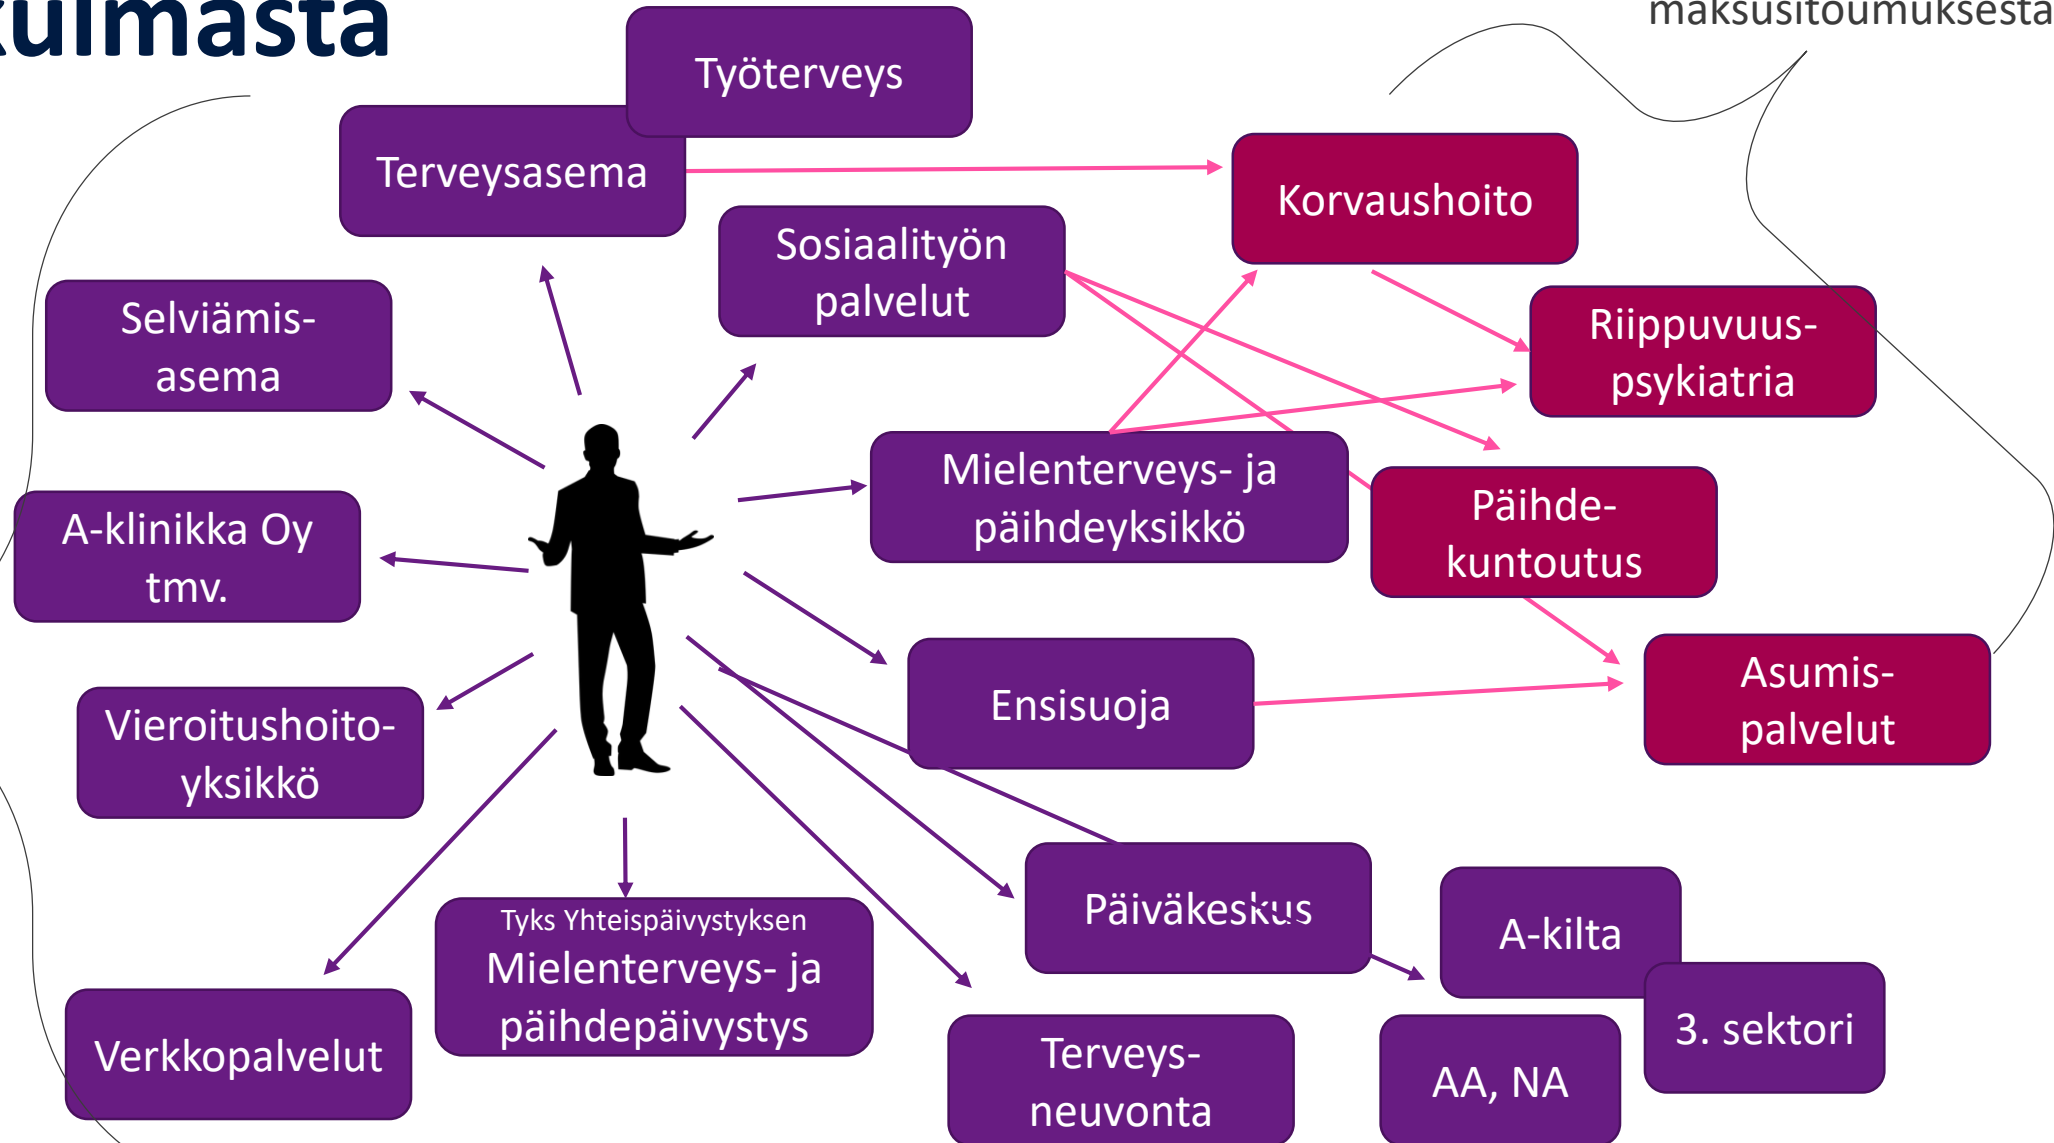 kulmasta
maksusitoumuksesta
Työterveys
Terveysasema
Korvaushoito
Sosiaalityön
palvelut
Selviämis-
asema
Riippuvuus-
psykiatria
Mielenterveys- ja
päihdeyksikkö
A-klinikka Oy
tmv.
Päihde-
kuntoutus
Ensisuoja
Asumis-
palvelut
Vieroitushoito-
yksikkö
Päiväkeskus
A-kilta
Tyks Yhteispäivystyksen
Mielenterveys- ja
päihdepäivystys
Verkkopalvelut
Terveys-
neuvonta
AA, NA
3. sektori